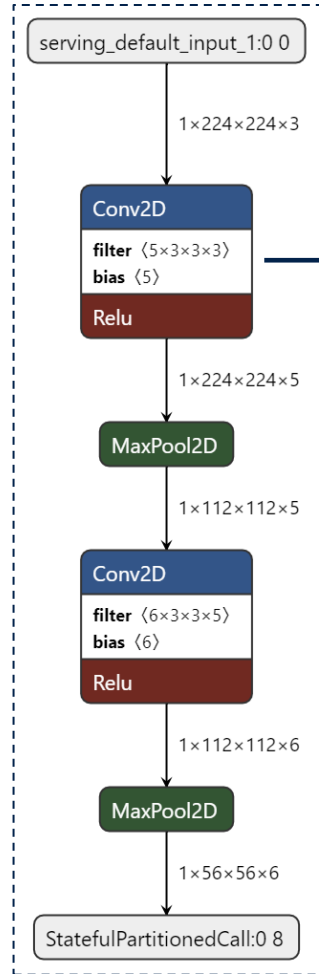 serving_default_input_1:0 0
1×224×224×3
Conv2D
filter ⟨5×3×3×3⟩
bias ⟨5⟩
Relu
1×224×224×5
MaxPool2D
1×112×112×5
Conv2D
filter ⟨6×3×3×5⟩
bias ⟨6⟩
Relu
1×112×112×6
MaxPool2D
1×56×56×6
StatefulPartitionedCall:0 8